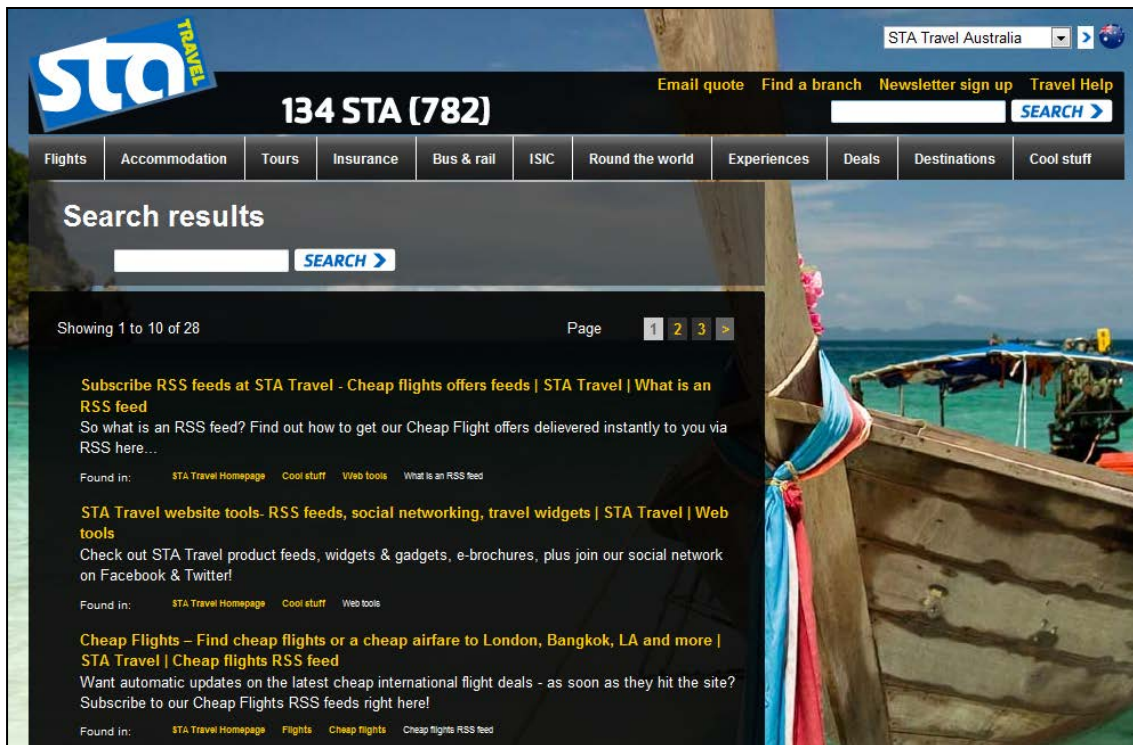 sta TRAVEL
STA Travel Australia
Email quote Find a branch Newsletter sign up Travel Help
134 STA (782)
SEARCH
Flights Accommodation Tours Insurance Bus & rail ISIC Round the world Experiences Deals Destinations Cool stuff
Search results
SEARCH
Showing 1 to 10 of 28 Page 1 2 3 >
Subscribe RSS feeds at STA Travel - Cheap flights offers feeds | STA Travel | What is an
RSS feed
So what is an RSS feed? Find out how to get our Cheap Flight offers delievered instantly to you via
RSS here...
Found in: STA Travel Homepage Cool stuff Web tools What is an RSS feed
STA Travel website tools- RSS feeds, social networking, travel widgets | STA Travel | Web
tools
Check out STA Travel product feeds, widgets & gadgets, e-brochures, plus join our social network
on Facebook & Twitter!
Found in: STA Travel Homepage Cool stuff Web tools
Cheap Flights – Find cheap flights or a cheap airfare to London, Bangkok, LA and more |
STA Travel | Cheap flights RSS feed
Want automatic updates on the latest cheap international flight deals - as soon as they hit the site?
Subscribe to our Cheap Flights RSS feeds right here!
Found in: STA Travel Homepage Flights Cheap flights Cheap flights RSS feed